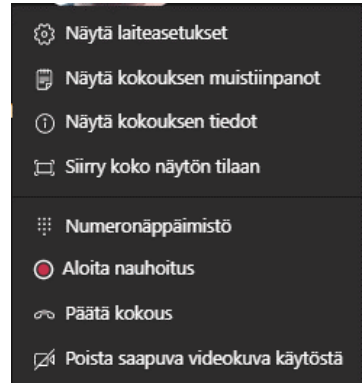 Näytä laiteasetukset
Näytä kokouksen muistiinpanot
Näytä kokouksen tiedot
Siirry koko näytön tilaan
Numeronäppäimistö
Aloita nauhoitus
Päätä kokous
Poista saapuva videokuva käytöstä